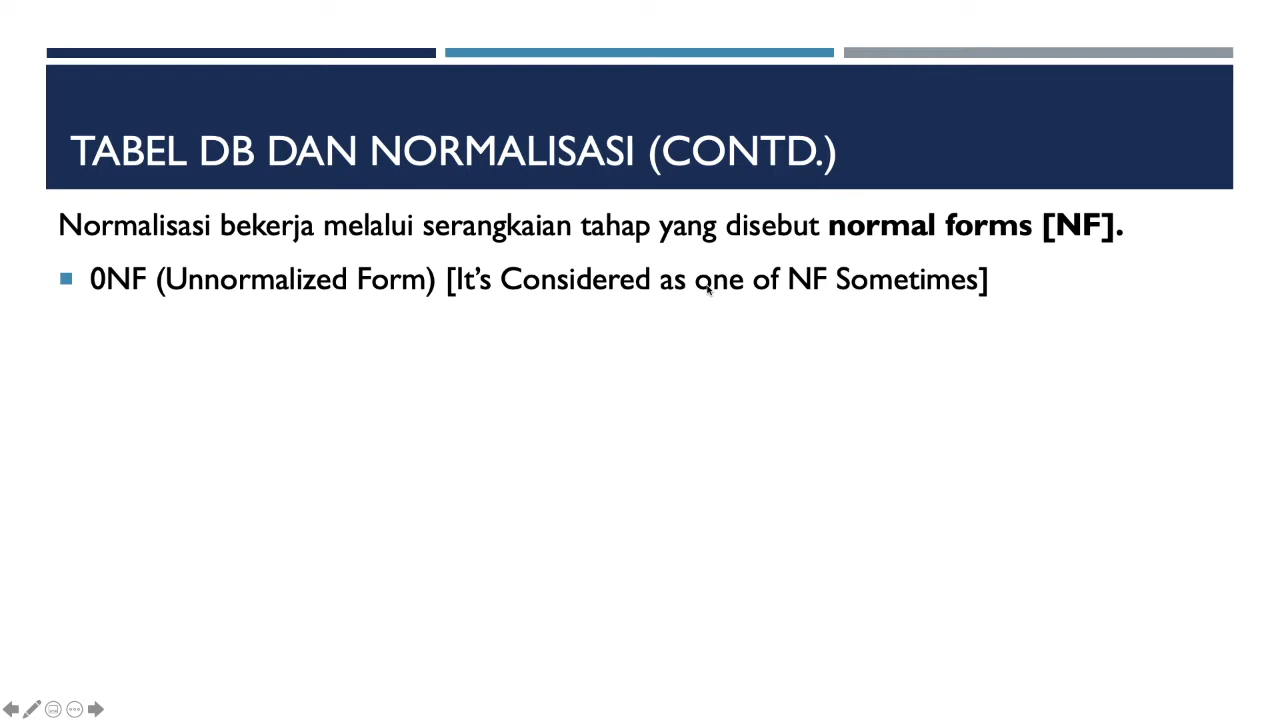 TABEL DB DAN NORMALISASI (CONTD.)
Normalisasi bekerja melalui serangkaian tahap yang disebut normal forms [NF].
0NF (Unnormalized Form) [It’s Considered as one of NF Sometimes]